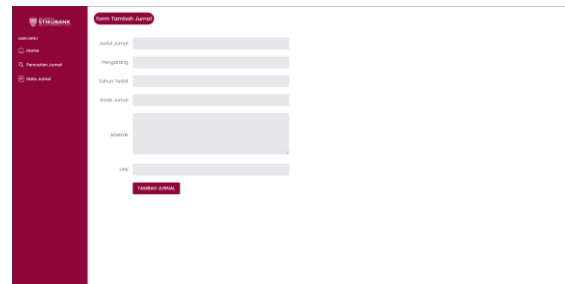 STIKUBANK
MAIN MENU
Home
Pencarian Jurnal
Data Jurnal
Form Tambah Jurnal
Judul Jurnal
Pengarang
Tahun Terbit
Kode Jurnal
Abstrak
Link
TAMBAH JURNAL